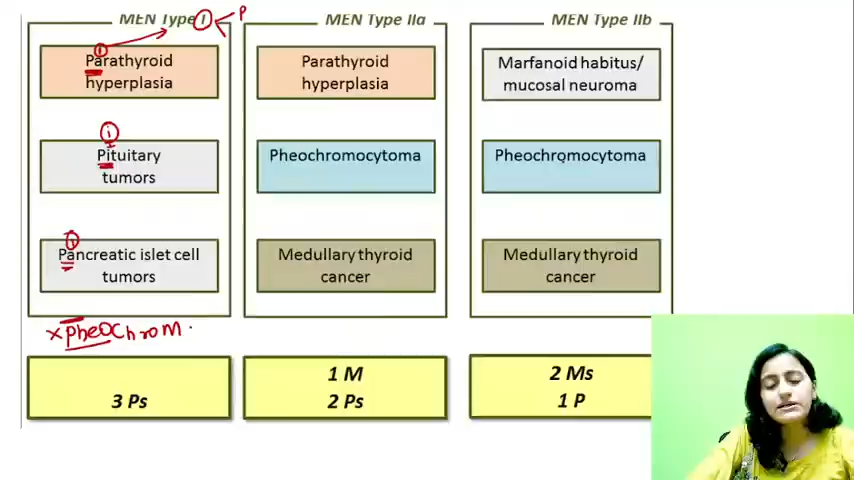 MEN Type I
P
Parathyroid
hyperplasia
i
Pituitary
tumors
Pancreatic islet cell
tumors
xpheochrom.
3 Ps
MEN Type IIa
Parathyroid
hyperplasia
Pheochromocytoma
Medullary thyroid
cancer
1 M
2 Ps
MEN Type IIb
Marfanoid habitus/
mucosal neuroma
Pheochromocytoma
Medullary thyroid
cancer
2 Ms
1 P